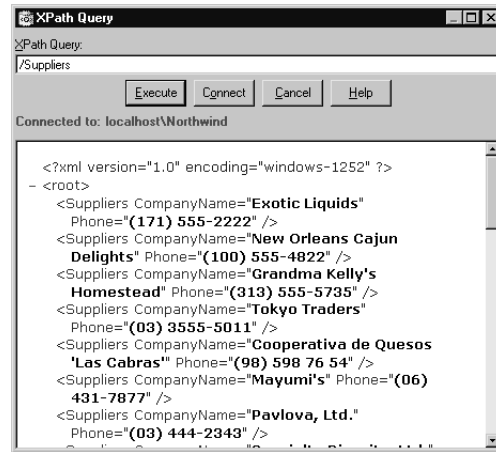 XPath Query
XPath Query:
/Suppliers
Execute Connect Cancel Help
Connected to: localhost\Northwind
<?xml version="1.0" encoding="windows-1252" ?>
- <root>
<Suppliers CompanyName="Exotic Liquids"
Phone="(171) 555-2222" />
<Suppliers CompanyName="New Orleans Cajun
Delights" Phone="(100) 555-4822" />
<Suppliers CompanyName="Grandma Kelly's
Homestead" Phone="(313) 555-5735" />
<Suppliers CompanyName="Tokyo Traders"
Phone="(03) 3555-5011" />
<Suppliers CompanyName="Cooperativa de Quesos
'Las Cabras'" Phone="(98) 598 76 54" />
<Suppliers CompanyName="Mayumi's" Phone="(06)
431-7877" />
<Suppliers CompanyName="Pavlova, Ltd."
Phone="(03) 444-2343" />